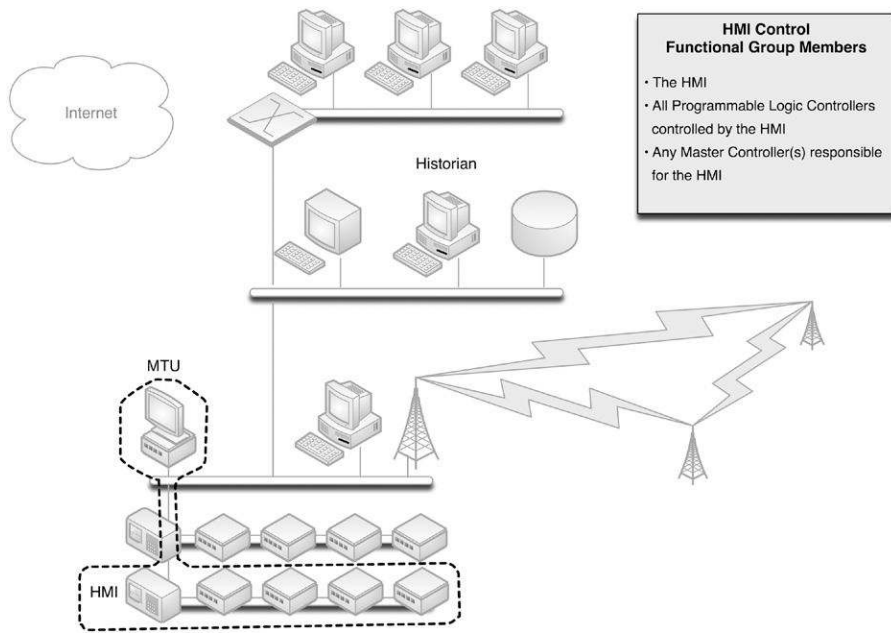 HMI Control
Functional Group Members
• The HMI
• All Programmable Logic Controllers
controlled by the HMI
• Any Master Controller(s) responsible
for the HMI
Internet
Historian
MTU
HMI